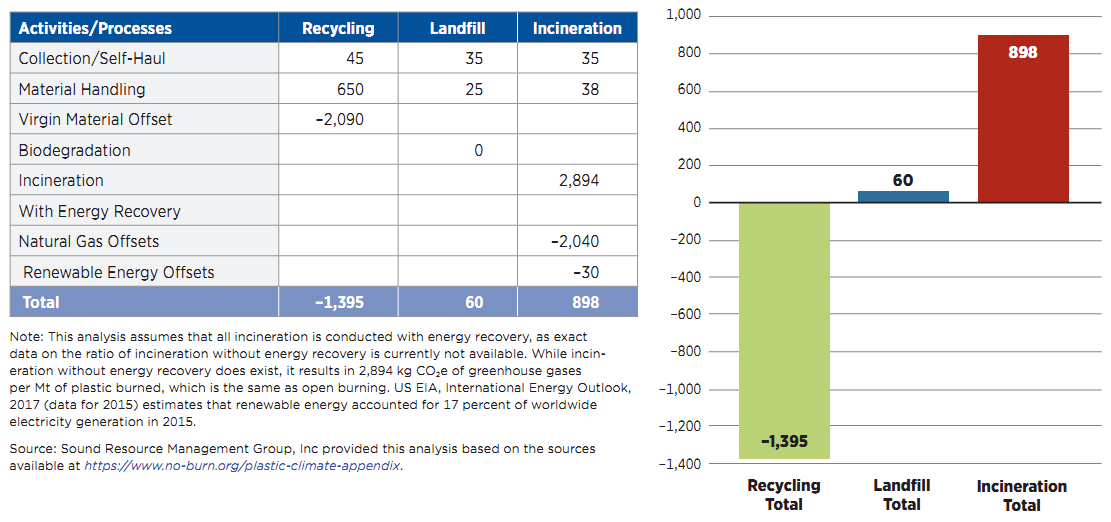 Activities/Processes Recycling Landfill Incineration
Collection/Self-Haul 45 35 35
Material Handling 650 25 38
Virgin Material Offset –2,090
Biodegradation 0
Incineration 2,894
With Energy Recovery
Natural Gas Offsets –2,040
Renewable Energy Offsets –30
Total –1,395 60 898
Note: This analysis assumes that all incineration is conducted with energy recovery, as exact
data on the ratio of incineration without energy recovery is currently not available. While incin-
eration without energy recovery does exist, it results in 2,894 kg CO₂e of greenhouse gases
per Mt of plastic burned, which is the same as open burning. US EIA, International Energy Outlook,
2017 (data for 2015) estimates that renewable energy accounted for 17 percent of worldwide
electricity generation in 2015.
Source: Sound Resource Management Group, Inc provided this analysis based on the sources
available at https://www.no-burn.org/plastic-climate-appendix.
1,000
800
600
400
200
0
–200
–400
–600
–800
–1,000
–1,200
–1,400
898
60
–1,395
Recycling
Total
Landfill
Total
Incineration
Total